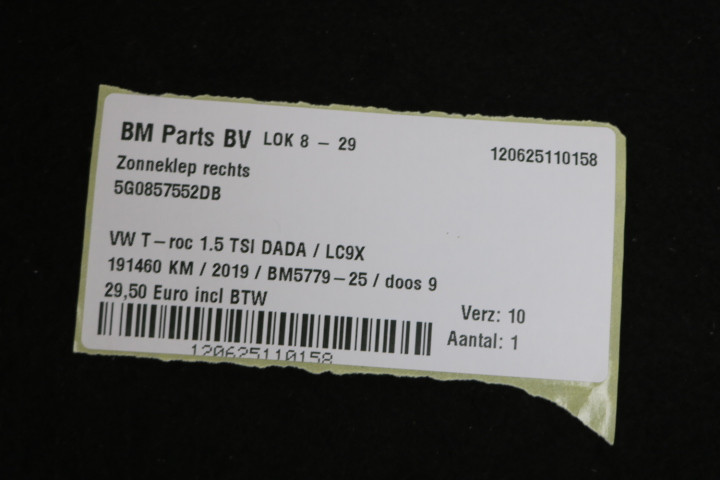 BM Parts BV LOK 8 - 29
120625110158
Zonneklep rechts
5G0857552DB
VW T-roc 1.5 TSI DADA / LC9X
191460 KM / 2019 / BM5779-25 / doos 9
29,50 Euro incl BTW
Verz: 10
Aantal: 1
120625110158